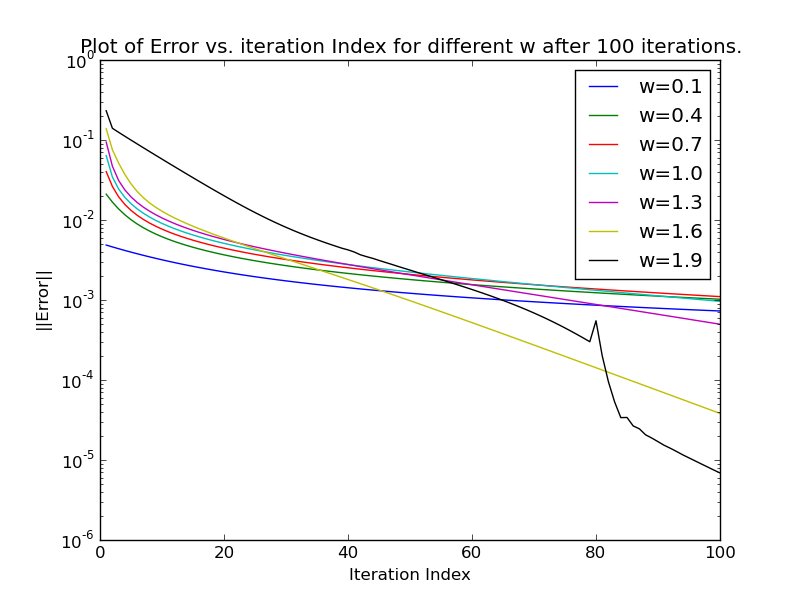 Plot of Error vs. iteration Index for different w after 100 iterations.
10^0
10^-1
10^-2
10^-3
10^-4
10^-5
10^-6
||Error||
w=0.1
w=0.4
w=0.7
w=1.0
w=1.3
w=1.6
w=1.9
0 20 40 60 80 100
Iteration Index